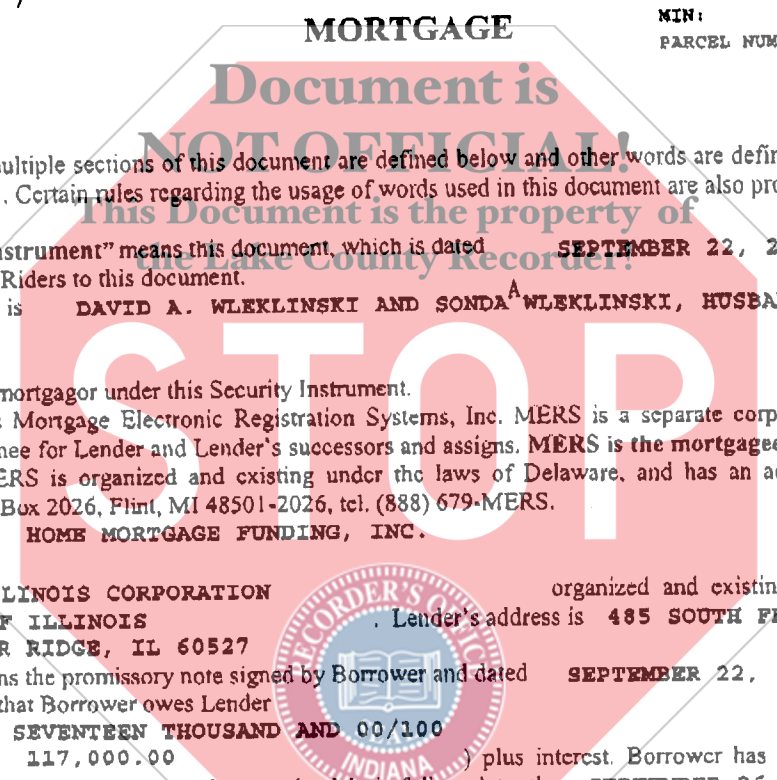 MORTGAGE
MIN:
PARCEL NUM
Document is
NOT OFFICIAL!
ultiple sections of this document are defined below and other words are defin
. Certain rules regarding the usage of words used in this document are also pro
This Document is the property of
nstrument" means this document, which is dated SEPTEMBER 22, 2
the Lake County Recorder!
Riders to this document.
is DAVID A. WLEKLINSKI AND SONDA A WLEKLINSKI, HUSBA
STOP
mortgagor under this Security Instrument.
Mortgage Electronic Registration Systems, Inc. MERS is a separate corp
nee for Lender and Lender's successors and assigns. MERS is the mortgagee
ERS is organized and existing under the laws of Delaware, and has an a
Box 2026, Flint, MI 48501-2026, tel. (888) 679-MERS.
HOME MORTGAGE FUNDING, INC.
LINOIS CORPORATION organized and existin
F ILLINOIS . Lender's address is 485 SOUTH F
R RIDGE, IL 60527
RECORDER'S OFFICE
ns the promissory note signed by Borrower and dated SEPTEMBER 22,
that Borrower owes Lender
SEVENTEEN THOUSAND AND 00/100
SEAL
117,000.00 ) plus interest. Borrower has
INDIANA